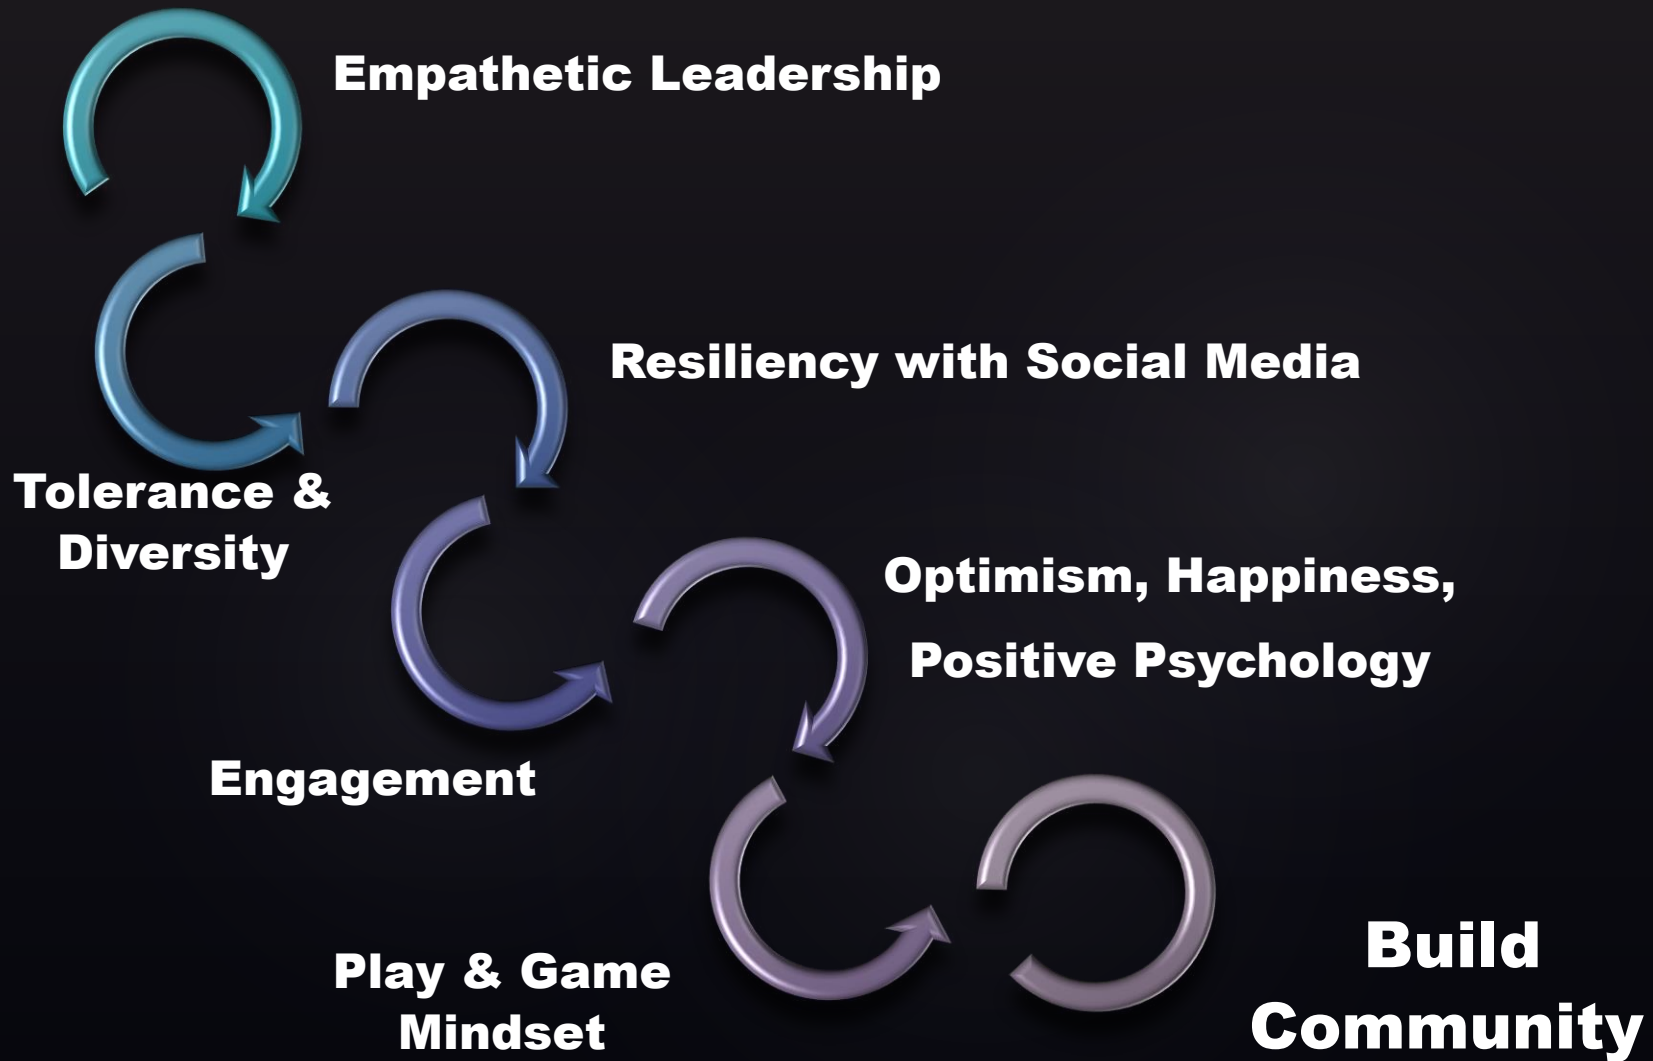 Empathetic Leadership
Tolerance &
Diversity
Resiliency with Social Media
Engagement
Optimism, Happiness,
Positive Psychology
Play & Game
Mindset
Build
Community